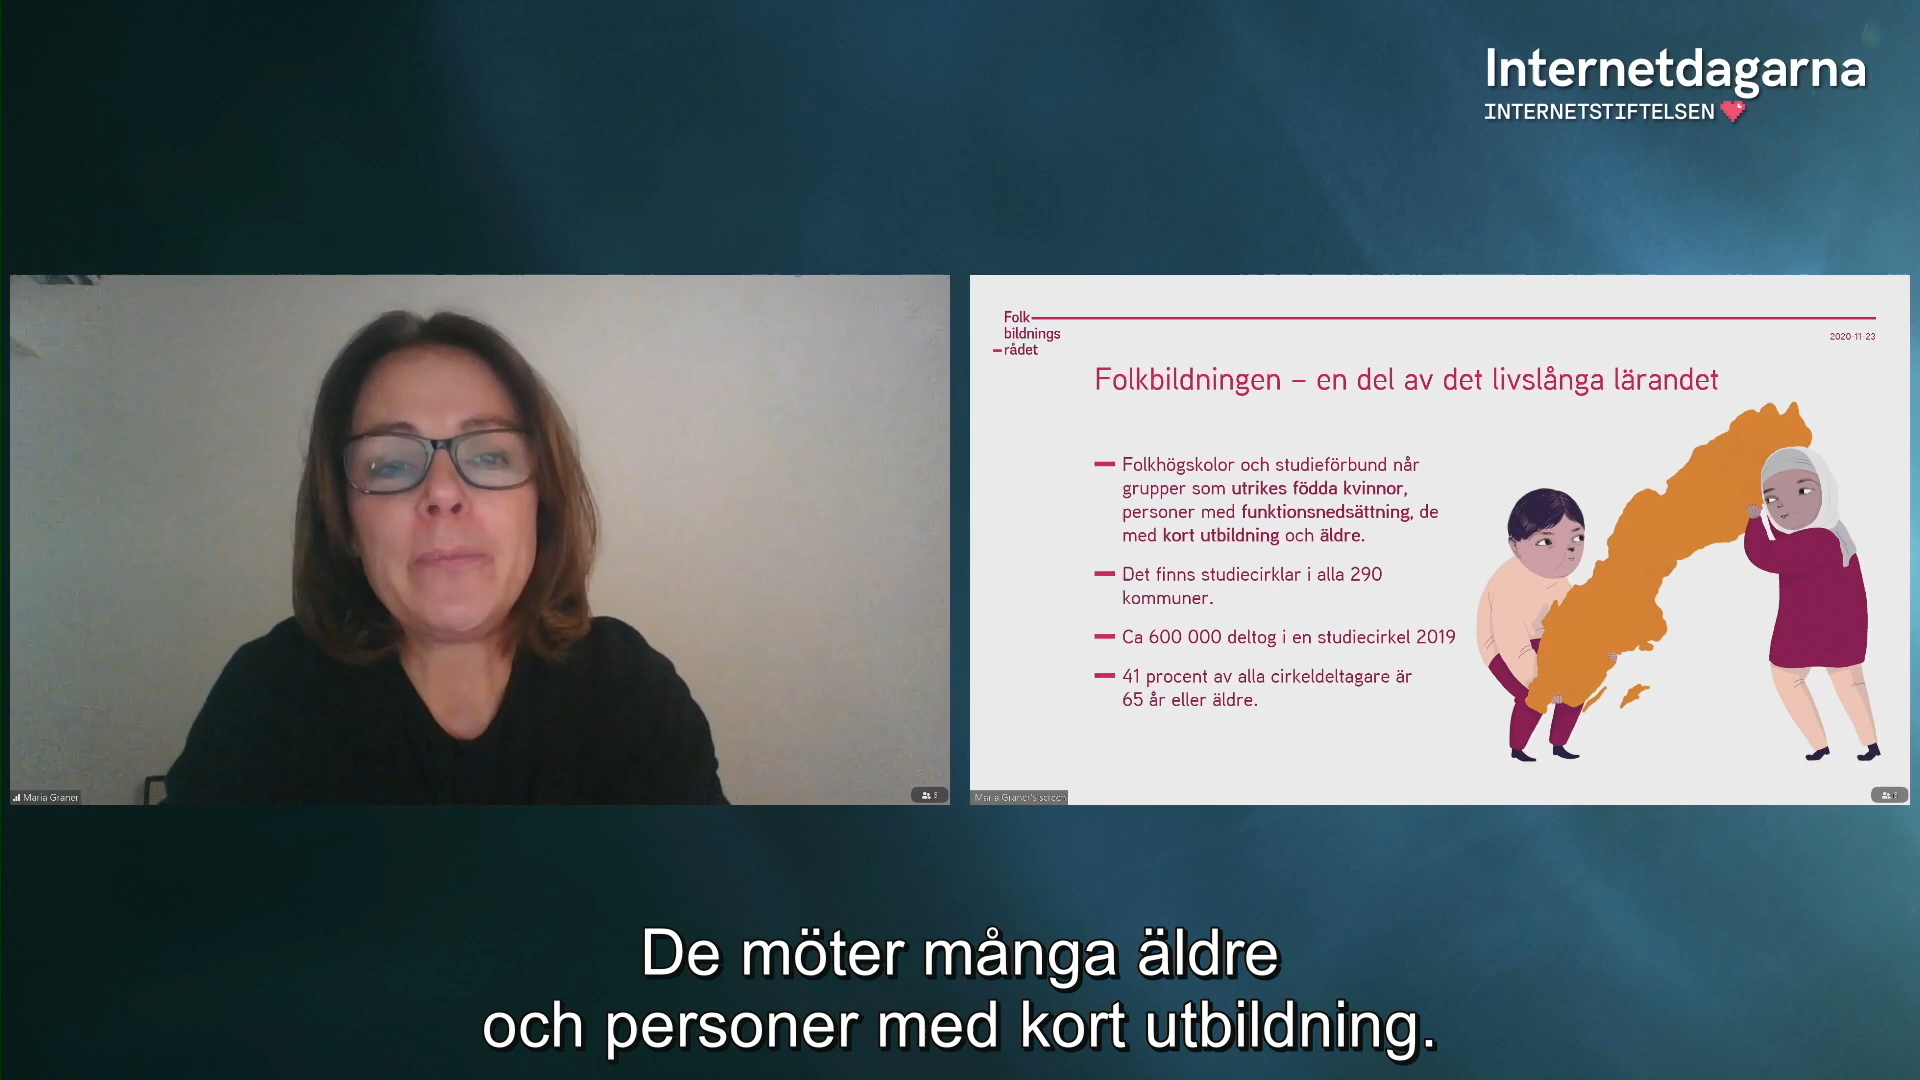 Internetdagarna
INTERNETSTIFTELSEN
Folk
bildnings
rådet
2020-11-23
Folkbildningen – en del av det livslånga lärandet
Folkhögskolor och studieförbund når
grupper som utrikes födda kvinnor,
personer med funktionsnedsättning, de
med kort utbildning och äldre.
Det finns studiecirklar i alla 290
kommuner.
Ca 600 000 deltog i en studiecirkel 2019
41 procent av alla cirkeldeltagare är
65 år eller äldre.
Maria Graner
Maria Graner's screen
De möter många äldre
och personer med kort utbildning.